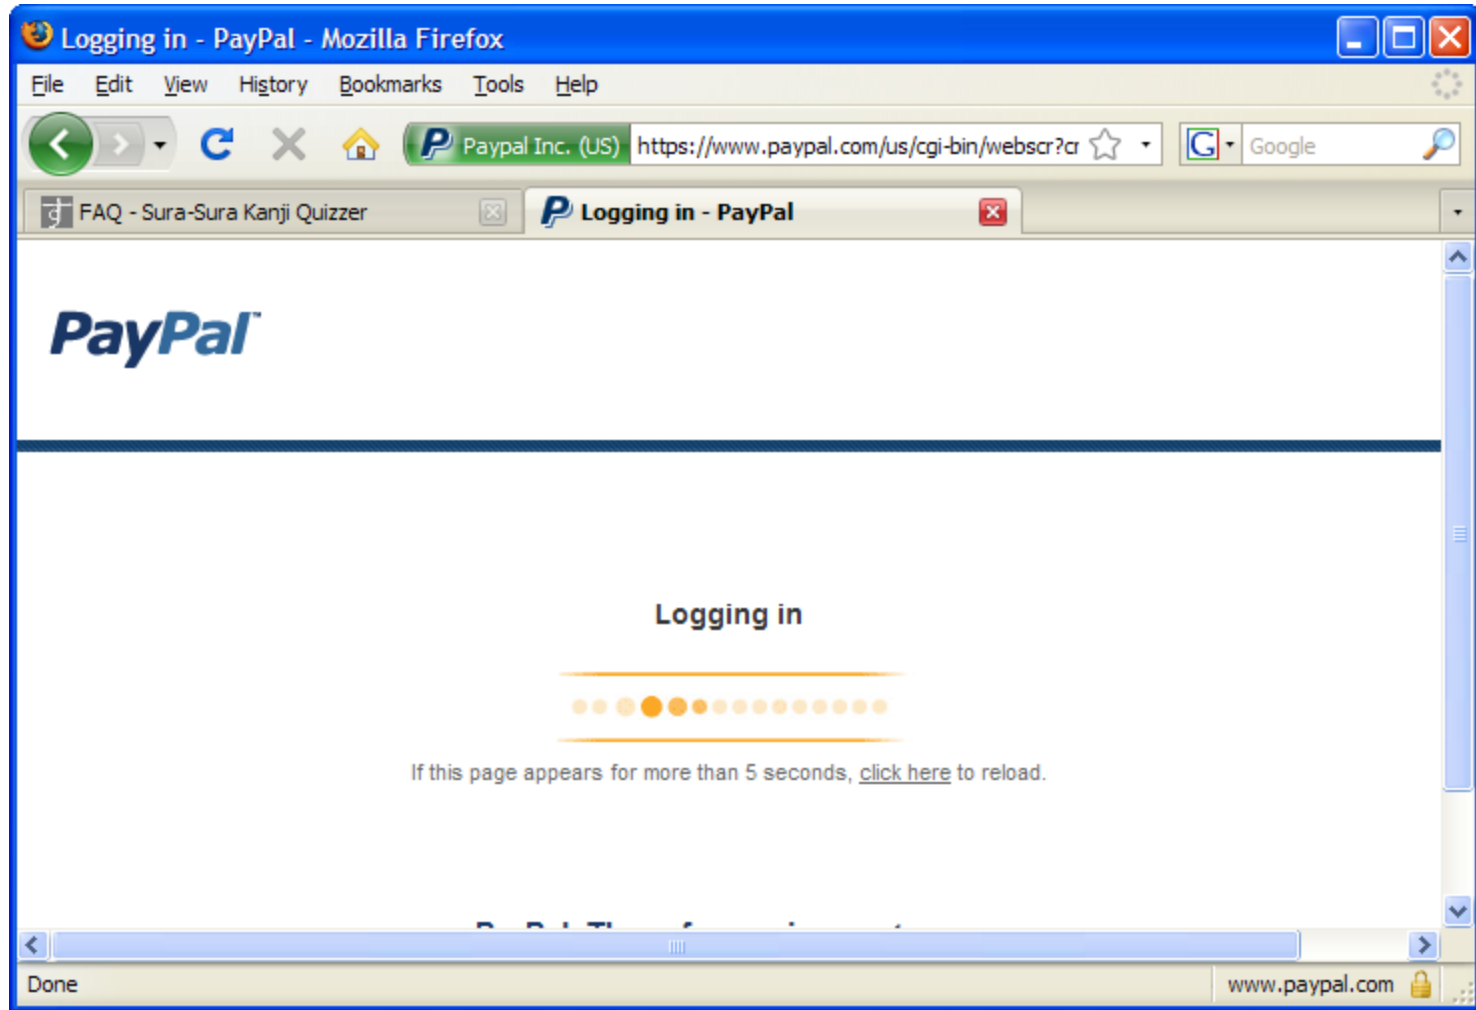 Logging in - PayPal - Mozilla Firefox
File Edit View History Bookmarks Tools Help
Paypal Inc. (US) https://www.paypal.com/us/cgi-bin/webscr?cr G Google
FAQ - Sura-Sura Kanji Quizzer Logging in - PayPal
PayPal™
Logging in
If this page appears for more than 5 seconds, click here to reload.
Done www.paypal.com